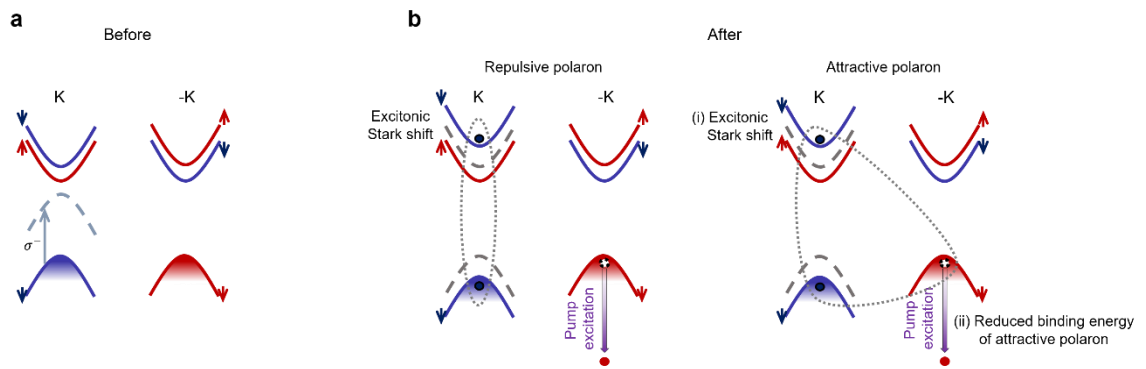 a
Before
K
-K
σ⁻
b
After
Repulsive polaron
K
-K
Excitonic
Stark shift
Pump
excitation
Attractive polaron
K
-K
(i) Excitonic
Stark shift
Pump
excitation
(ii) Reduced binding energy
of attractive polaron